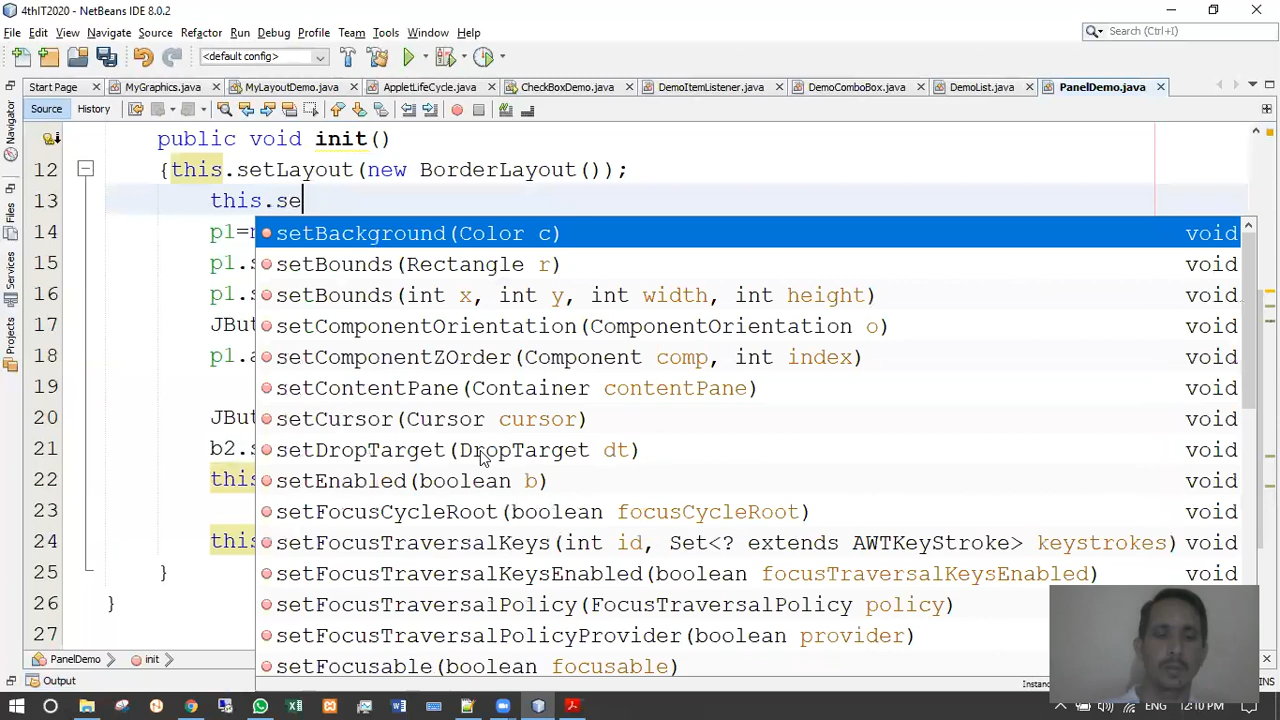 4thIT2020 - NetBeans IDE 8.0.2
File Edit View Navigate Source Refactor Run Debug Profile Team Tools Window Help
Search (Ctrl+I)
<default config>
Start Page MyGraphics.java MyLayoutDemo.java AppletLifeCycle.java CheckBoxDemo.java DemoItemListener.java DemoComboBox.java DemoList.java PanelDemo.java
Source History
Navigator
Files
Services
Projects
public void init()
12 {this.setLayout(new BorderLayout());
13 this.se
14 p1=
setBackground(Color c) void
15 p1.s
setBounds(Rectangle r) void
16 p1.s
setBounds(int x, int y, int width, int height) void
17 JBut
setComponentOrientation(ComponentOrientation o) void
18 p1.a
setComponentZOrder(Component comp, int index) void
19
setContentPane(Container contentPane) void
20 JBut
setCursor(Cursor cursor) void
21 b2.s
setDropTarget(DropTarget dt) void
22 this
setEnabled(boolean b) void
23
setFocusCycleRoot(boolean focusCycleRoot) void
24 this
setFocusTraversalKeys(int id, Set<? extends AWTKeyStroke> keystrokes) void
25 }
setFocusTraversalKeysEnabled(boolean focusTraversalKeysEnabled) void
26 }
setFocusTraversalPolicy(FocusTraversalPolicy policy)
27
setFocusTraversalPolicyProvider(boolean provider)
setFocusable(boolean focusable)
PanelDemo init
Output
INS
ENG 12:10 PM